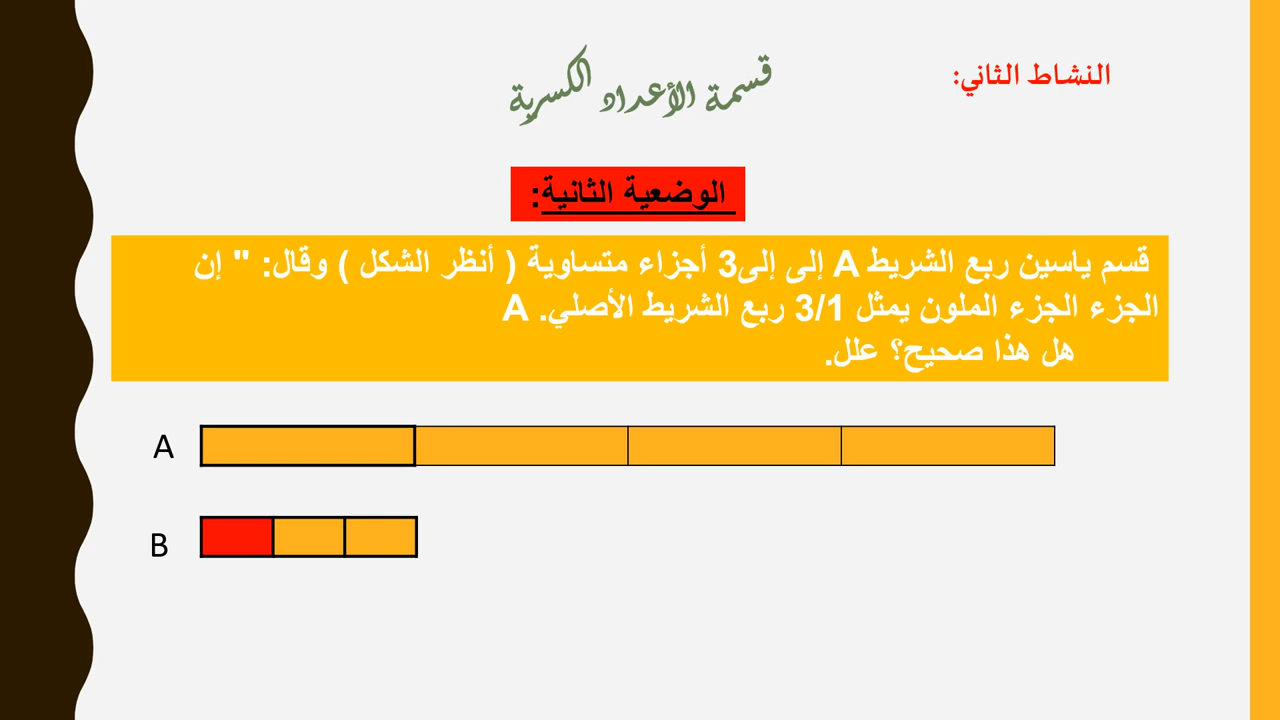 النشاط الثاني:
قسمة الأعداد الكسرية
الوضعية الثانية:
قسم ياسين ربع الشريط A إلى إلى3 أجزاء متساوية ( أنظر الشكل ) وقال: " إن
الجزء الجزء الملون يمثل 3/1 ربع الشريط الأصلي. A
هل هذا صحيح؟ علل.
A
B